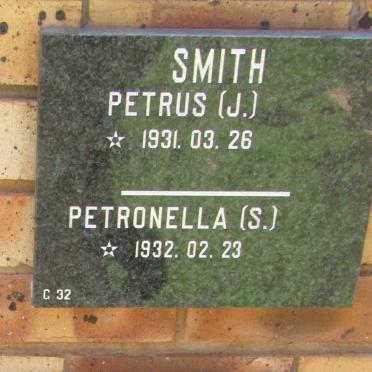 SMITH
PETRUS (J.)
☆ 1931. 03. 26
PETRONELLA (S.)
☆ 1932. 02. 23
C 32